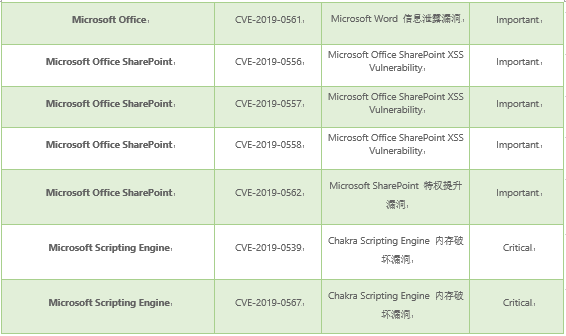 Microsoft Office CVE-2019-0561 Microsoft Word 信息泄露漏洞 Important
Microsoft Office SharePoint CVE-2019-0556 Microsoft Office SharePoint XSS
Vulnerability Important
Microsoft Office SharePoint CVE-2019-0557 Microsoft Office SharePoint XSS
Vulnerability Important
Microsoft Office SharePoint CVE-2019-0558 Microsoft Office SharePoint XSS
Vulnerability Important
Microsoft Office SharePoint CVE-2019-0562 Microsoft SharePoint 特权提升
漏洞 Important
Microsoft Scripting Engine CVE-2019-0539 Chakra Scripting Engine 内存破
坏漏洞 Critical
Microsoft Scripting Engine CVE-2019-0567 Chakra Scripting Engine 内存破
坏漏洞 Critical